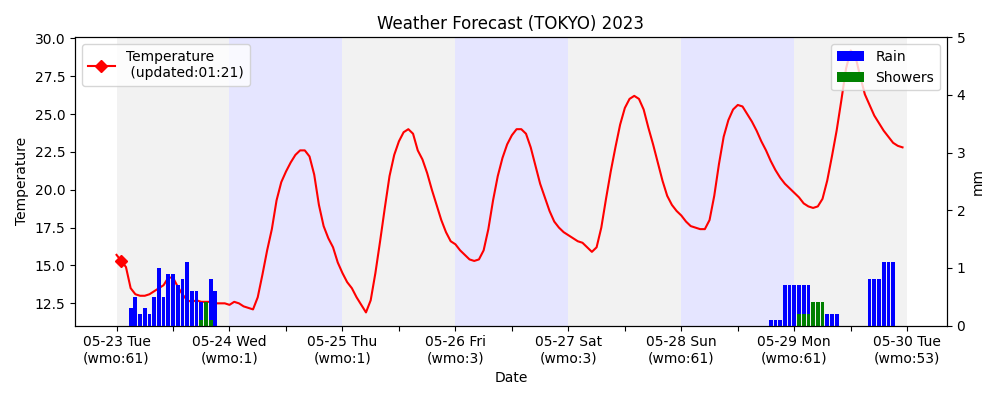 Weather Forecast (TOKYO) 2023
Temperature
(updated:01:21)
Rain
Showers
30.0
27.5
25.0
22.5
20.0
17.5
15.0
12.5
Temperature
5
4
3
2
1
0
mm
05-23 Tue
(wmo:61)
05-24 Wed
(wmo:1)
05-25 Thu
(wmo:1)
05-26 Fri
(wmo:3)
05-27 Sat
(wmo:3)
05-28 Sun
(wmo:61)
05-29 Mon
(wmo:61)
05-30 Tue
(wmo:53)
Date